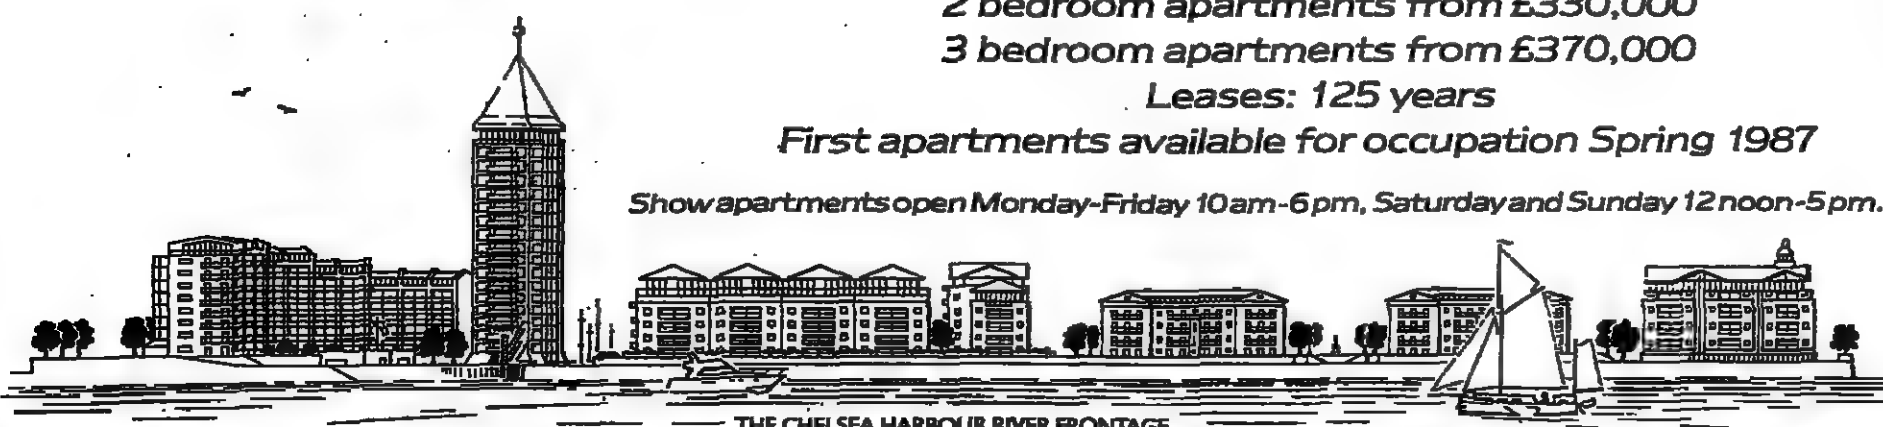 2 bedroom apartments from £330,000
3 bedroom apartments from £370,000
Leases: 125 years
First apartments available for occupation Spring 1987
Show apartments open Monday-Friday 10am-6pm, Saturday and Sunday 12 noon-5pm.
THE CHELSEA HARBOUR RIVER FRONTAGE